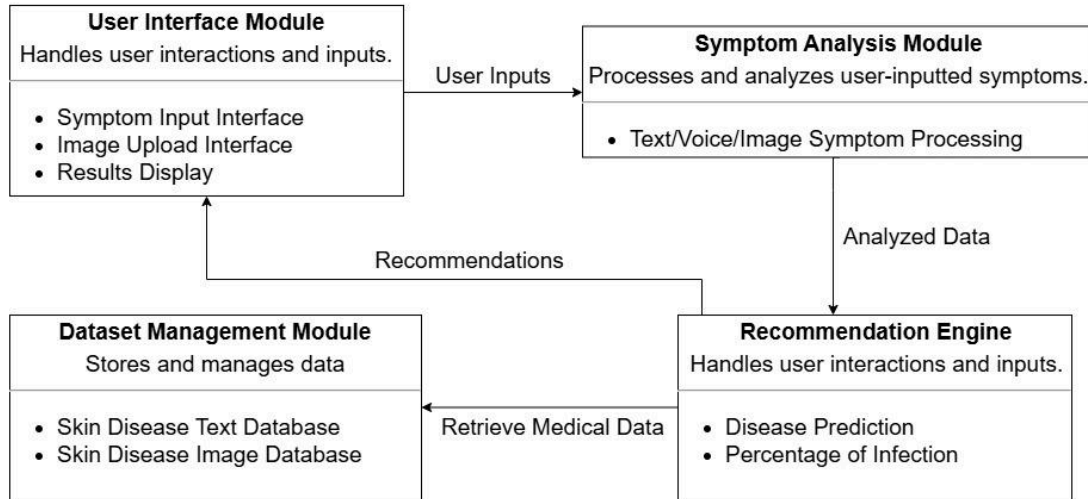 User Interface Module
Handles user interactions and inputs.
• Symptom Input Interface
• Image Upload Interface
• Results Display
User Inputs
Symptom Analysis Module
Processes and analyzes user-inputted symptoms.
• Text/Voice/Image Symptom Processing
Analyzed Data
Recommendations
Dataset Management Module
Stores and manages data
• Skin Disease Text Database
• Skin Disease Image Database
Retrieve Medical Data
Recommendation Engine
Handles user interactions and inputs.
• Disease Prediction
• Percentage of Infection